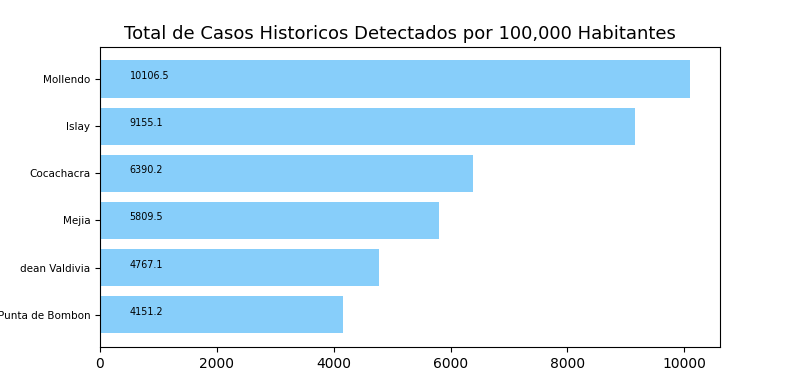 Total de Casos Historicos Detectados por 100,000 Habitantes
Mollendo 10106.5
Islay 9155.1
Cocachacra 6390.2
Mejia 5809.5
dean Valdivia 4767.1
Punta de Bombon 4151.2
0 2000 4000 6000 8000 10000